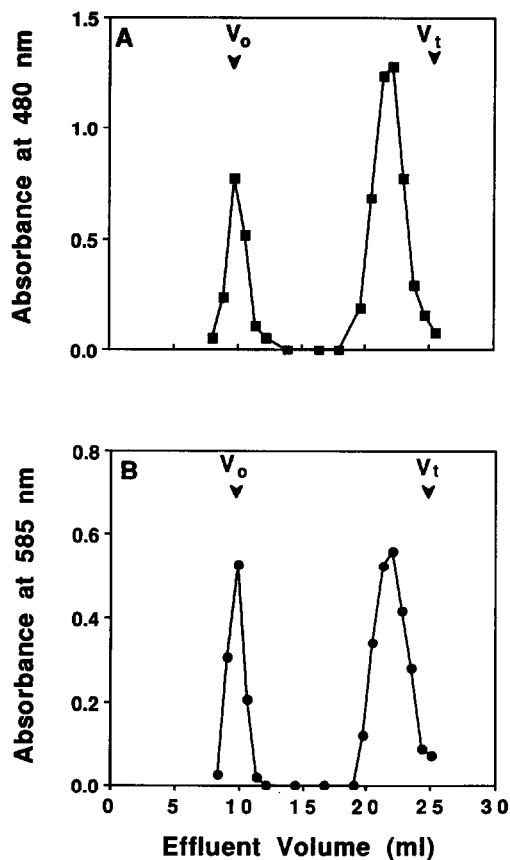 A
V₀
Vₜ
Absorbance at 480 nm
1.5
1.0
0.5
0.0
B
V₀
Vₜ
Absorbance at 585 nm
0.8
0.6
0.4
0.2
0.0
0 5 10 15 20 25 30
Effluent Volume (ml)